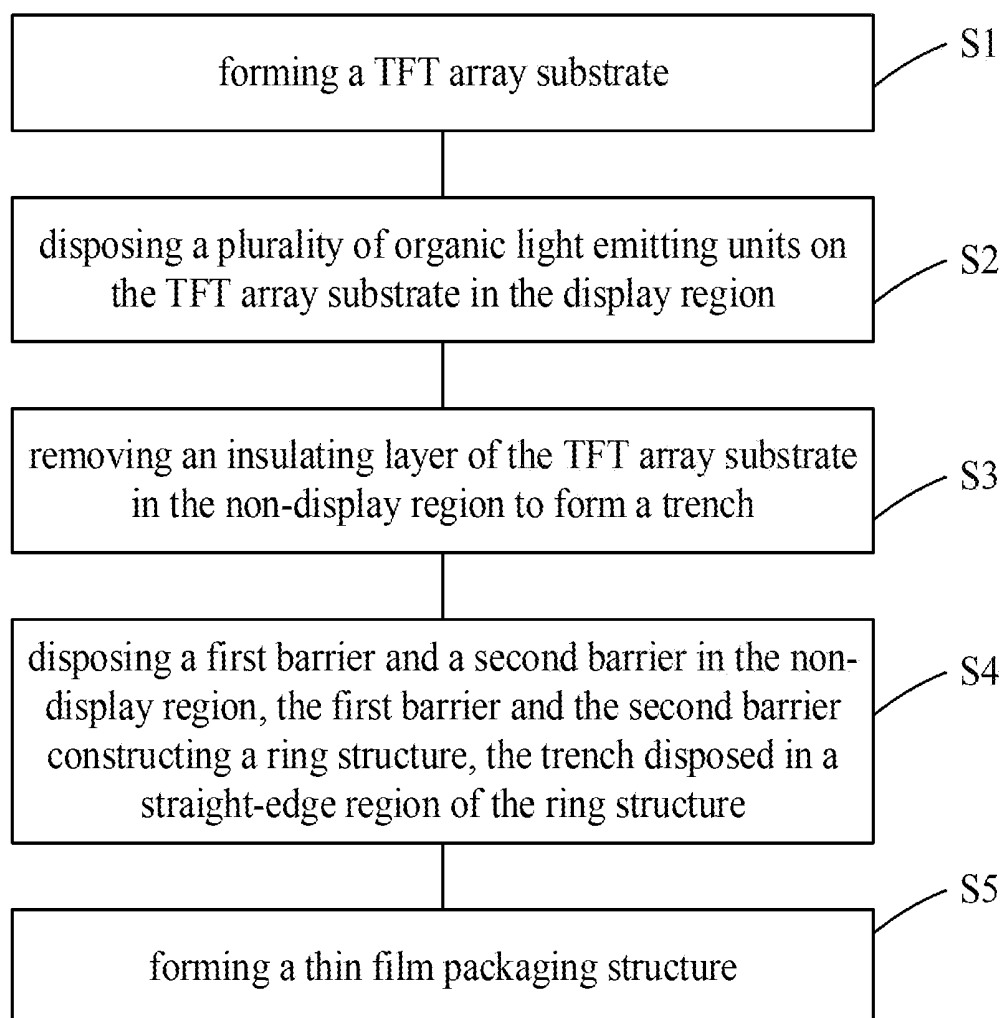 forming a TFT array substrate
S1
disposing a plurality of organic light emitting units on
the TFT array substrate in the display region
S2
removing an insulating layer of the TFT array substrate
in the non-display region to form a trench
S3
disposing a first barrier and a second barrier in the non-
display region, the first barrier and the second barrier
constructing a ring structure, the trench disposed in a
straight-edge region of the ring structure
S4
forming a thin film packaging structure
S5